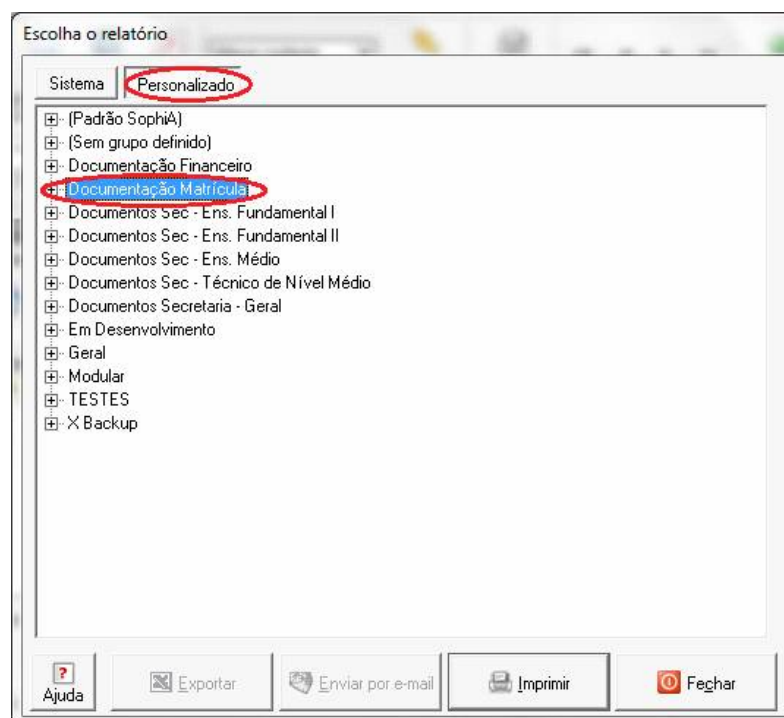 Escolha o relatório
Sistema
Personalizado
(Padrão SophiA)
(Sem grupo definido)
Documentação Financeiro
Documentação Matrícula
Documentos Sec - Ens. Fundamental I
Documentos Sec - Ens. Fundamental II
Documentos Sec - Ens. Médio
Documentos Sec - Técnico de Nível Médio
Documentos Secretaria - Geral
Em Desenvolvimento
Geral
Modular
TESTES
X Backup
Ajuda
Exportar
Enviar por e-mail
Imprimir
Fechar